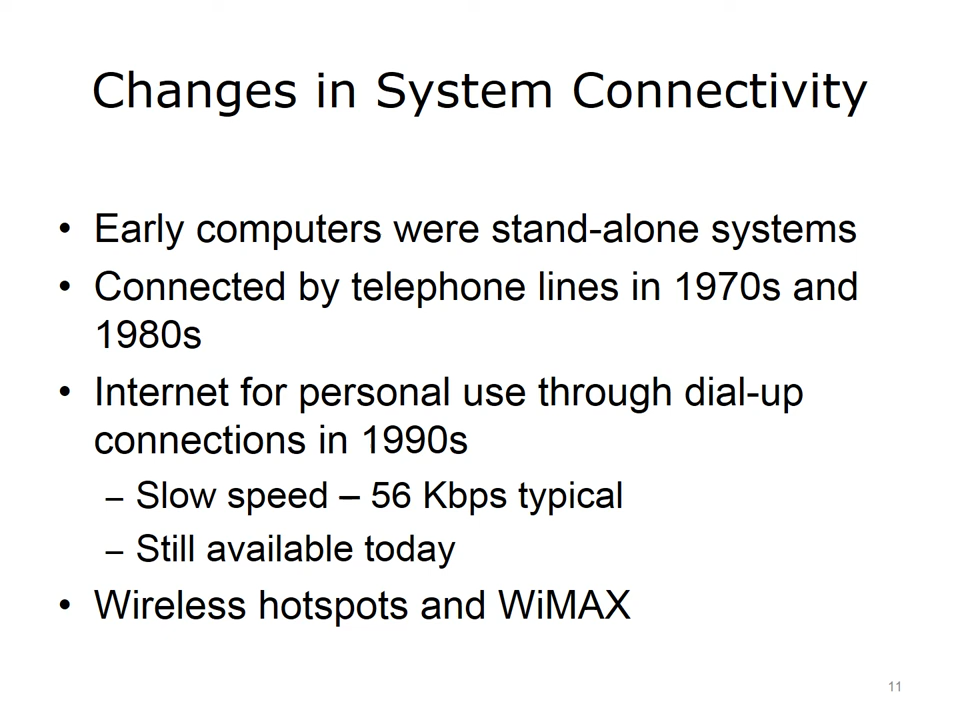 Changes in System Connectivity
• Early computers were stand-alone systems
• Connected by telephone lines in 1970s and
1980s
• Internet for personal use through dial-up
connections in 1990s
– Slow speed – 56 Kbps typical
– Still available today
• Wireless hotspots and WiMAX
11